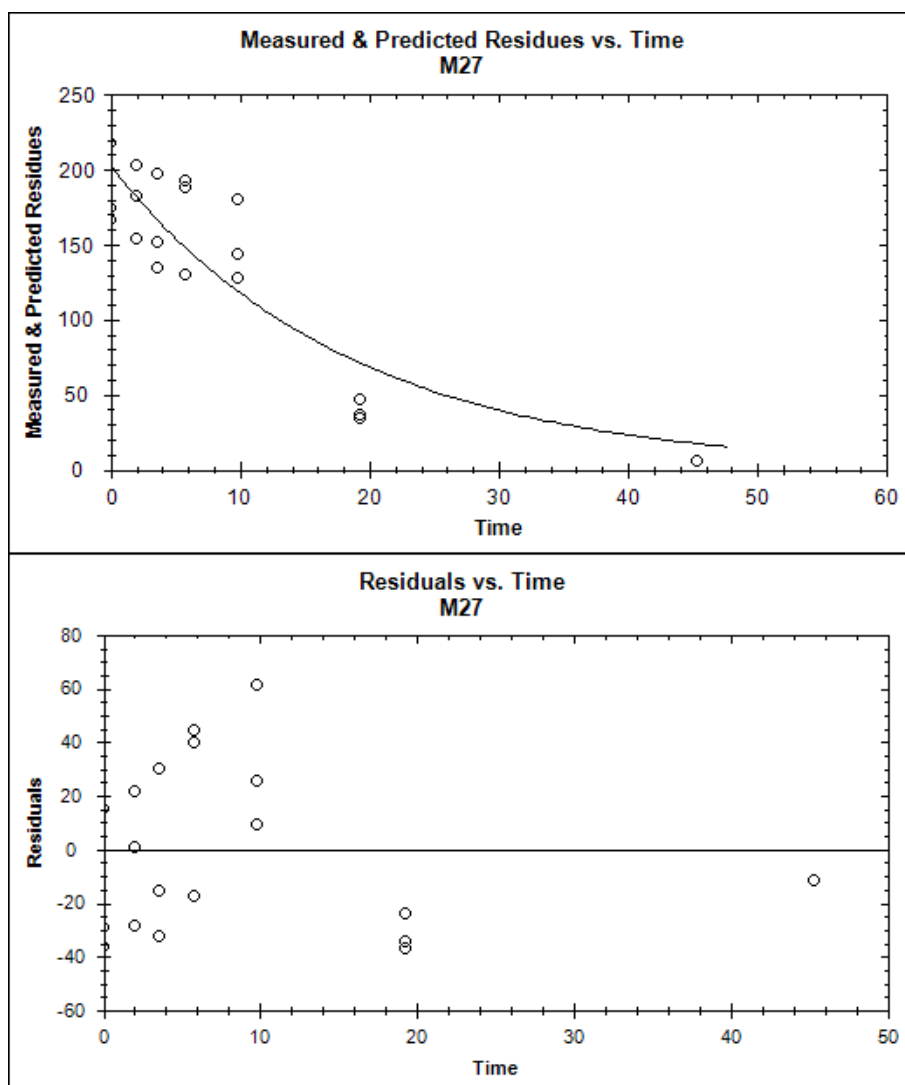 Measured & Predicted Residues vs. Time
M27
Measured & Predicted Residues
250
200
150
100
50
0
0 10 20 30 40 50 60
Time
Residuals vs. Time
M27
Residuals
80
60
40
20
0
-20
-40
-60
0 10 20 30 40 50
Time